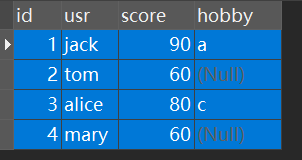 id usr score hobby
1 jack 90 a
2 tom 60 (Null)
3 alice 80 c
4 mary 60 (Null)